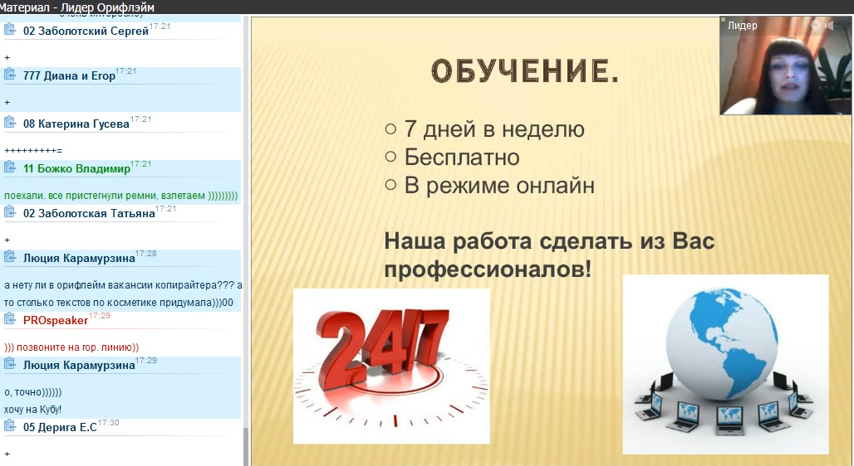 Материал - Лидер Орифлэйм
02 Заболотский Сергей 17:21
+
777 Диана и Егор 17:21
+
08 Катерина Гусева 17:21
+++++++++=
11 Божко Владимир 17:21
поехали. все пристегнули ремни, взлетаем )))))))))
02 Заболотская Татьяна 17:21
+
Люция Карамурзина 17:28
а нету ли в орифлейм вакансии копирайтера??? а
то столько текстов по косметике придумала)))00
PROspeaker 17:29
))) позвоните на гор. линию))
Люция Карамурзина 17:29
о, точно))))))
хочу на Кубу!
05 Дерига Е.С 17:30
+
ОБУЧЕНИЕ.
7 дней в неделю
Бесплатно
В режиме онлайн
Наша работа сделать из Вас
профессионалов!
24/7
Лидер